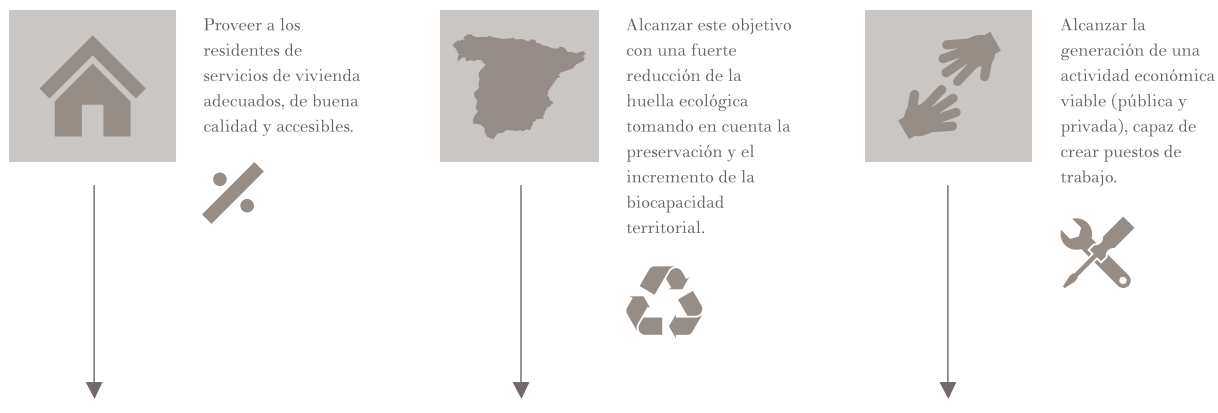 Proveer a los
residentes de
servicios de vivienda
adecuados, de buena
calidad y accesibles.
Alcanzar este objetivo
con una fuerte
reducción de la
huella ecológica
tomando en cuenta la
preservación y el
incremento de la
biocapacidad
territorial.
Alcanzar la
generación de una
actividad económica
viable (pública y
privada), capaz de
crear puestos de
trabajo.